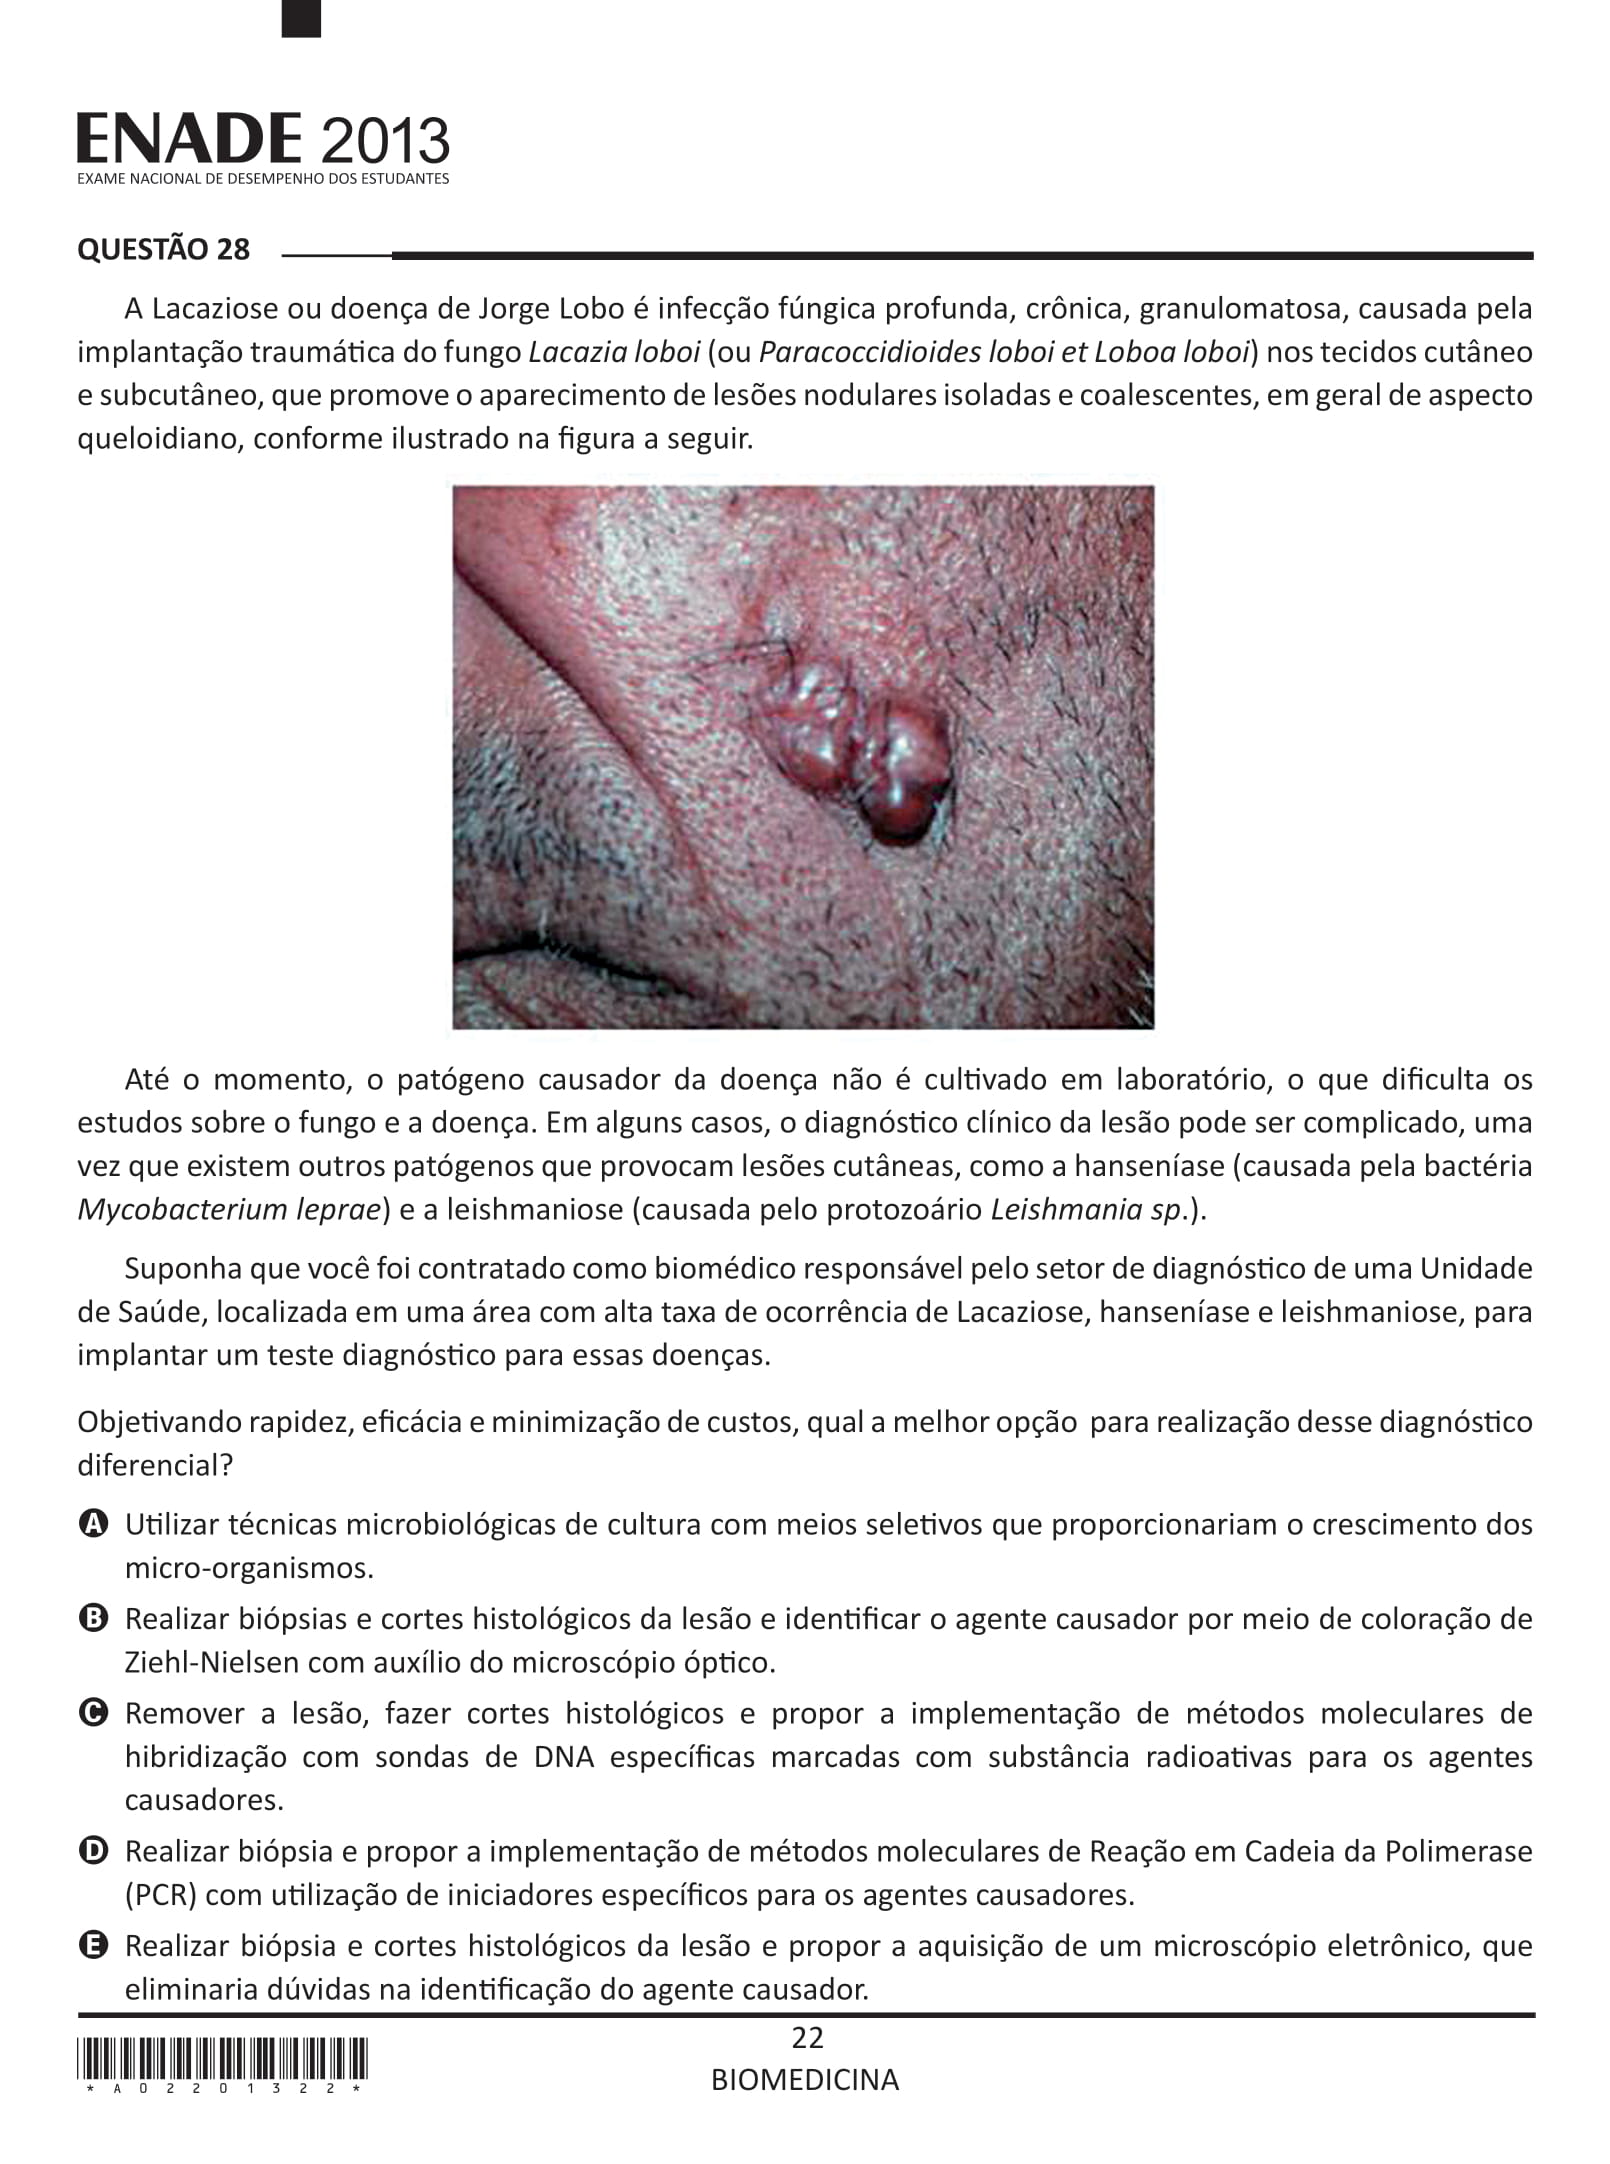 ENADE 2013
EXAME NACIONAL DE DESEMPENHO DOS ESTUDANTES
QUESTÃO 28
A Lacaziose ou doença de Jorge Lobo é infecção fúngica profunda, crônica, granulomatosa, causada pela
implantação traumática do fungo Lacazia loboi (ou Paracoccidioides loboi et Loboa loboi) nos tecidos cutâneo
e subcutâneo, que promove o aparecimento de lesões nodulares isoladas e coalescentes, em geral de aspecto
queloidiano, conforme ilustrado na figura a seguir.
Até o momento, o patógeno causador da doença não é cultivado em laboratório, o que dificulta os
estudos sobre o fungo e a doença. Em alguns casos, o diagnóstico clínico da lesão pode ser complicado, uma
vez que existem outros patógenos que provocam lesões cutâneas, como a hanseníase (causada pela bactéria
Mycobacterium leprae) e a leishmaniose (causada pelo protozoário Leishmania sp.).
Suponha que você foi contratado como biomédico responsável pelo setor de diagnóstico de uma Unidade
de Saúde, localizada em uma área com alta taxa de ocorrência de Lacaziose, hanseníase e leishmaniose, para
implantar um teste diagnóstico para essas doenças.
Objetivando rapidez, eficácia e minimização de custos, qual a melhor opção para realização desse diagnóstico
diferencial?
A Utilizar técnicas microbiológicas de cultura com meios seletivos que proporcionariam o crescimento dos
micro-organismos.
B Realizar biópsias e cortes histológicos da lesão e identificar o agente causador por meio de coloração de
Ziehl-Nielsen com auxílio do microscópio óptico.
C Remover a lesão, fazer cortes histológicos e propor a implementação de métodos moleculares de
hibridização com sondas de DNA específicas marcadas com substância radioativas para os agentes
causadores.
D Realizar biópsia e propor a implementação de métodos moleculares de Reação em Cadeia da Polimerase
(PCR) com utilização de iniciadores específicos para os agentes causadores.
E Realizar biópsia e cortes histológicos da lesão e propor a aquisição de um microscópio eletrônico, que
eliminaria dúvidas na identificação do agente causador.
22
BIOMEDICINA
*A02201322*